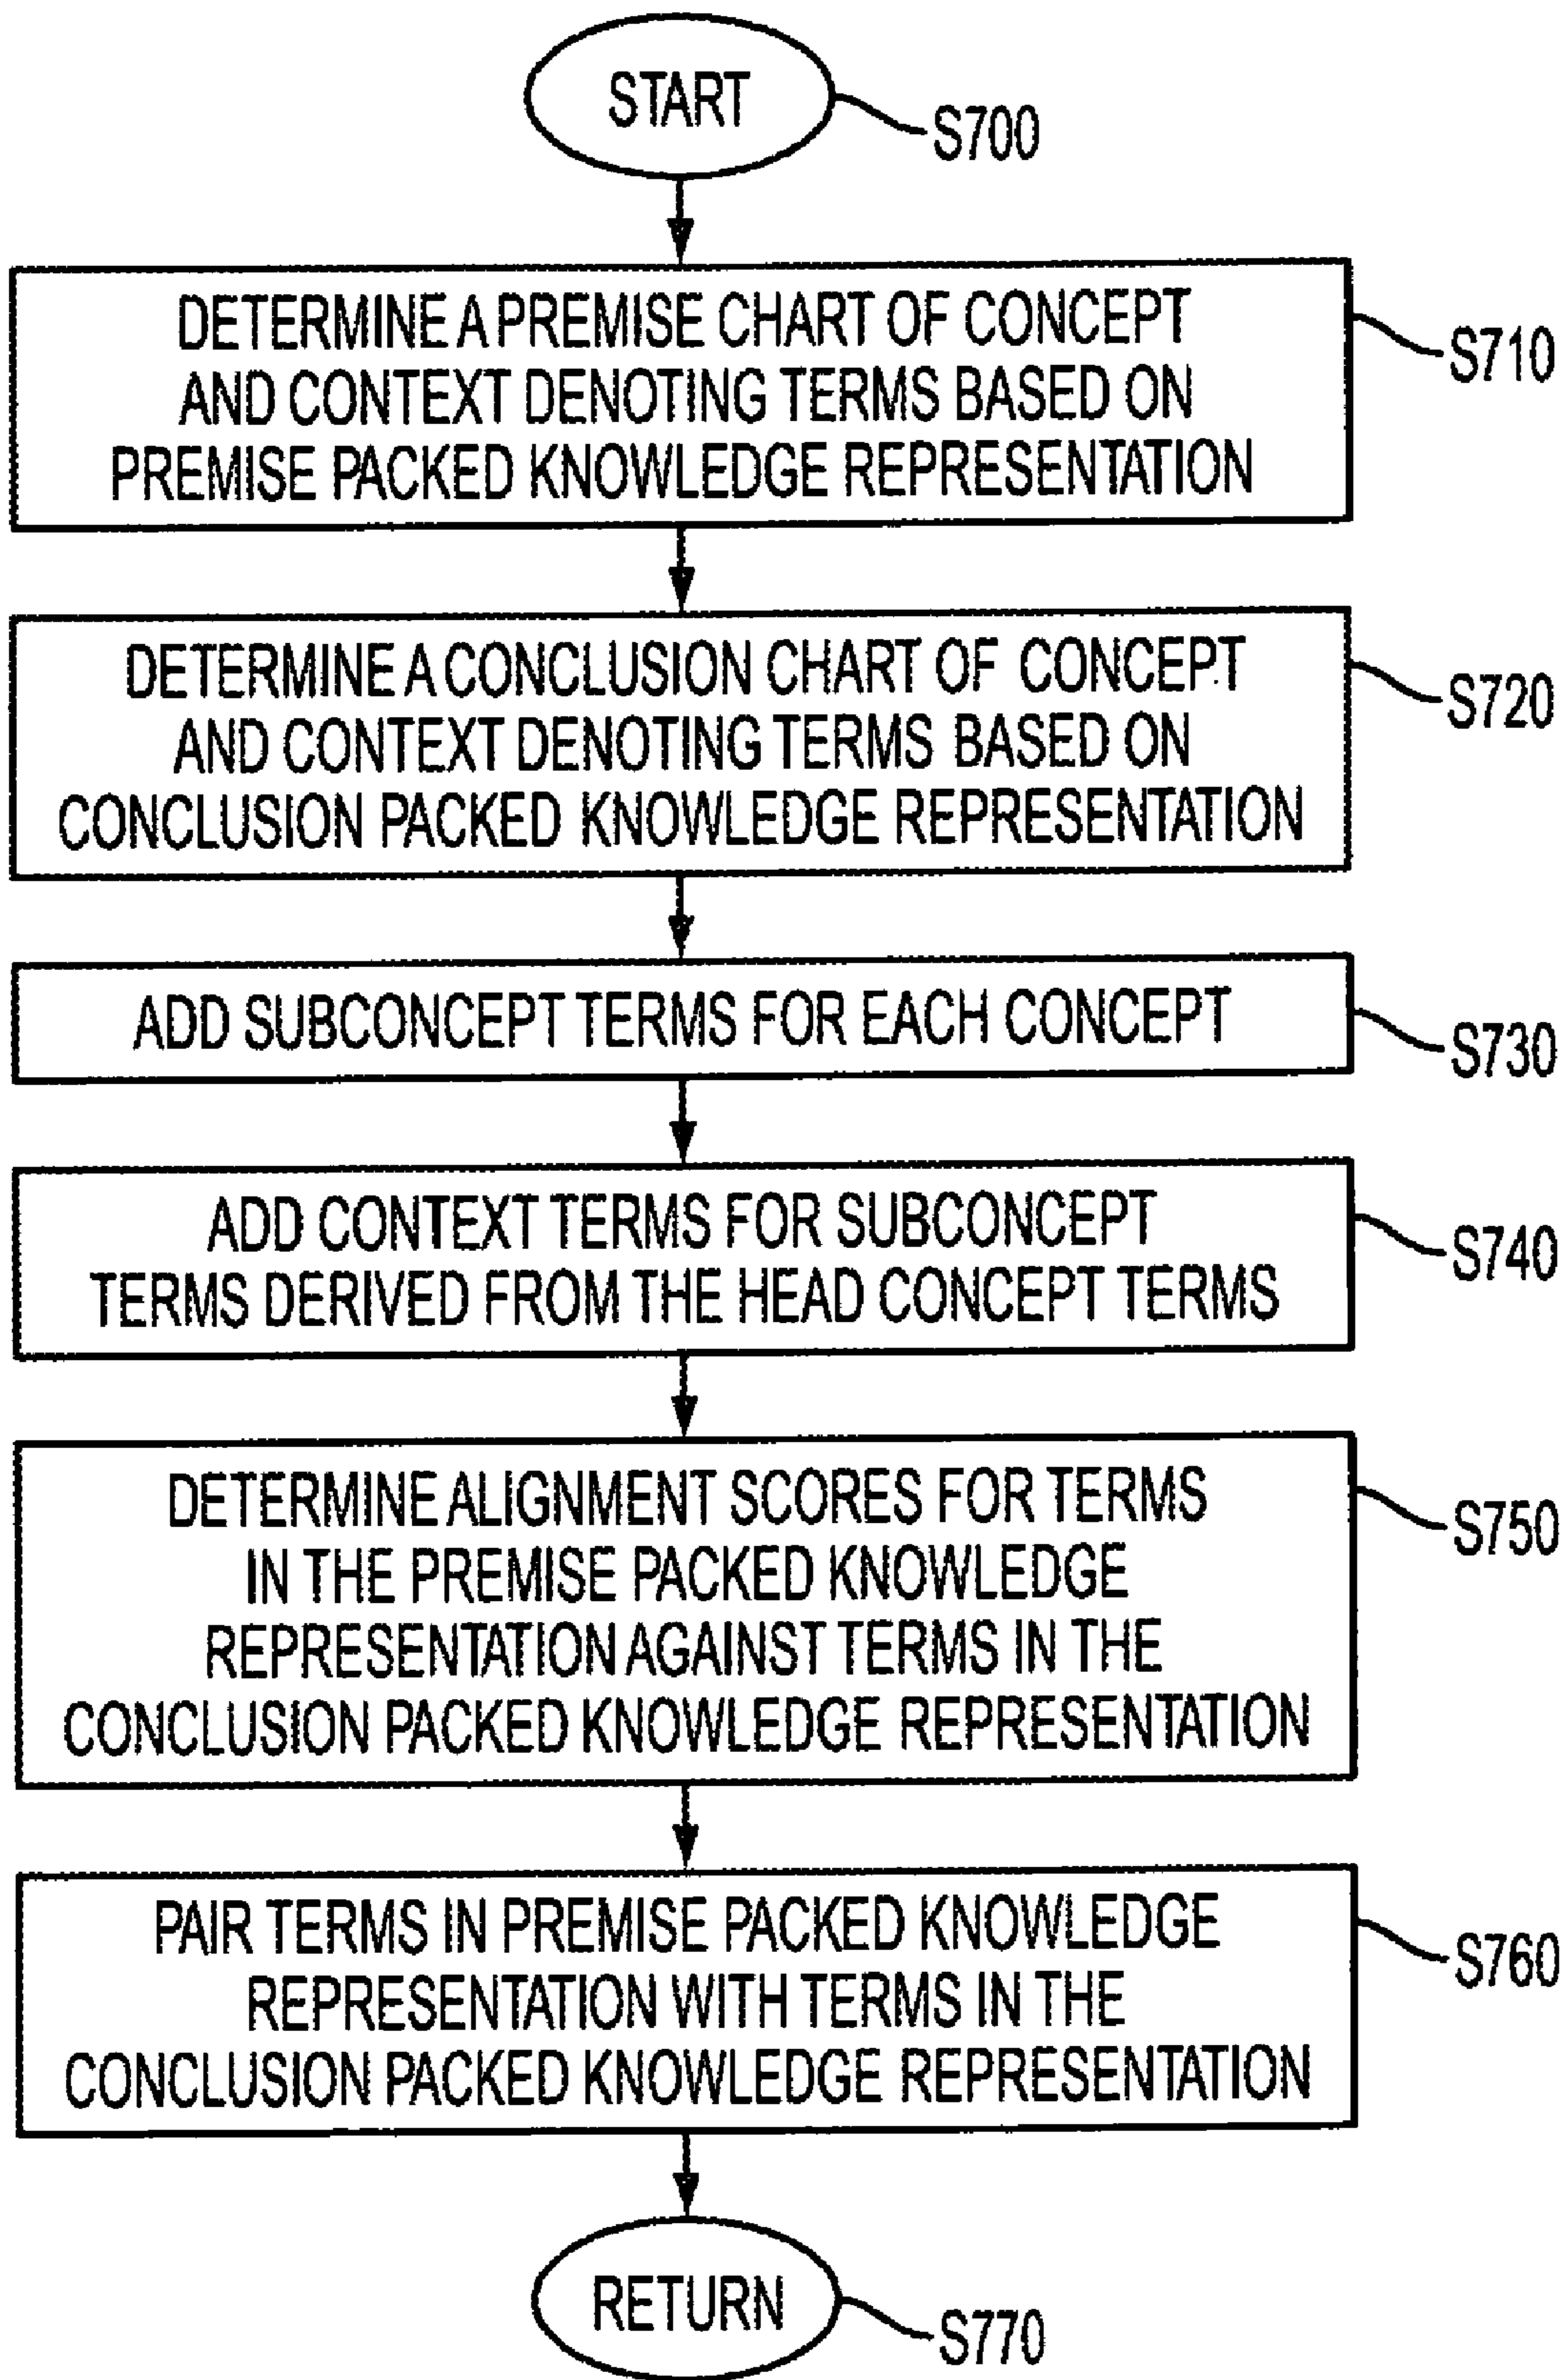 START
S700
DETERMINE A PREMISE CHART OF CONCEPT
AND CONTEXT DENOTING TERMS BASED ON
PREMISE PACKED KNOWLEDGE REPRESENTATION
S710
DETERMINE A CONCLUSION CHART OF CONCEPT
AND CONTEXT DENOTING TERMS BASED ON
CONCLUSION PACKED KNOWLEDGE REPRESENTATION
S720
ADD SUBCONCEPT TERMS FOR EACH CONCEPT
S730
ADD CONTEXT TERMS FOR SUBCONCEPT
TERMS DERIVED FROM THE HEAD CONCEPT TERMS
S740
DETERMINE ALIGNMENT SCORES FOR TERMS
IN THE PREMISE PACKED KNOWLEDGE
REPRESENTATION AGAINST TERMS IN THE
CONCLUSION PACKED KNOWLEDGE REPRESENTATION
S750
PAIR TERMS IN PREMISE PACKED KNOWLEDGE
REPRESENTATION WITH TERMS IN THE
CONCLUSION PACKED KNOWLEDGE REPRESENTATION
S760
RETURN
S770